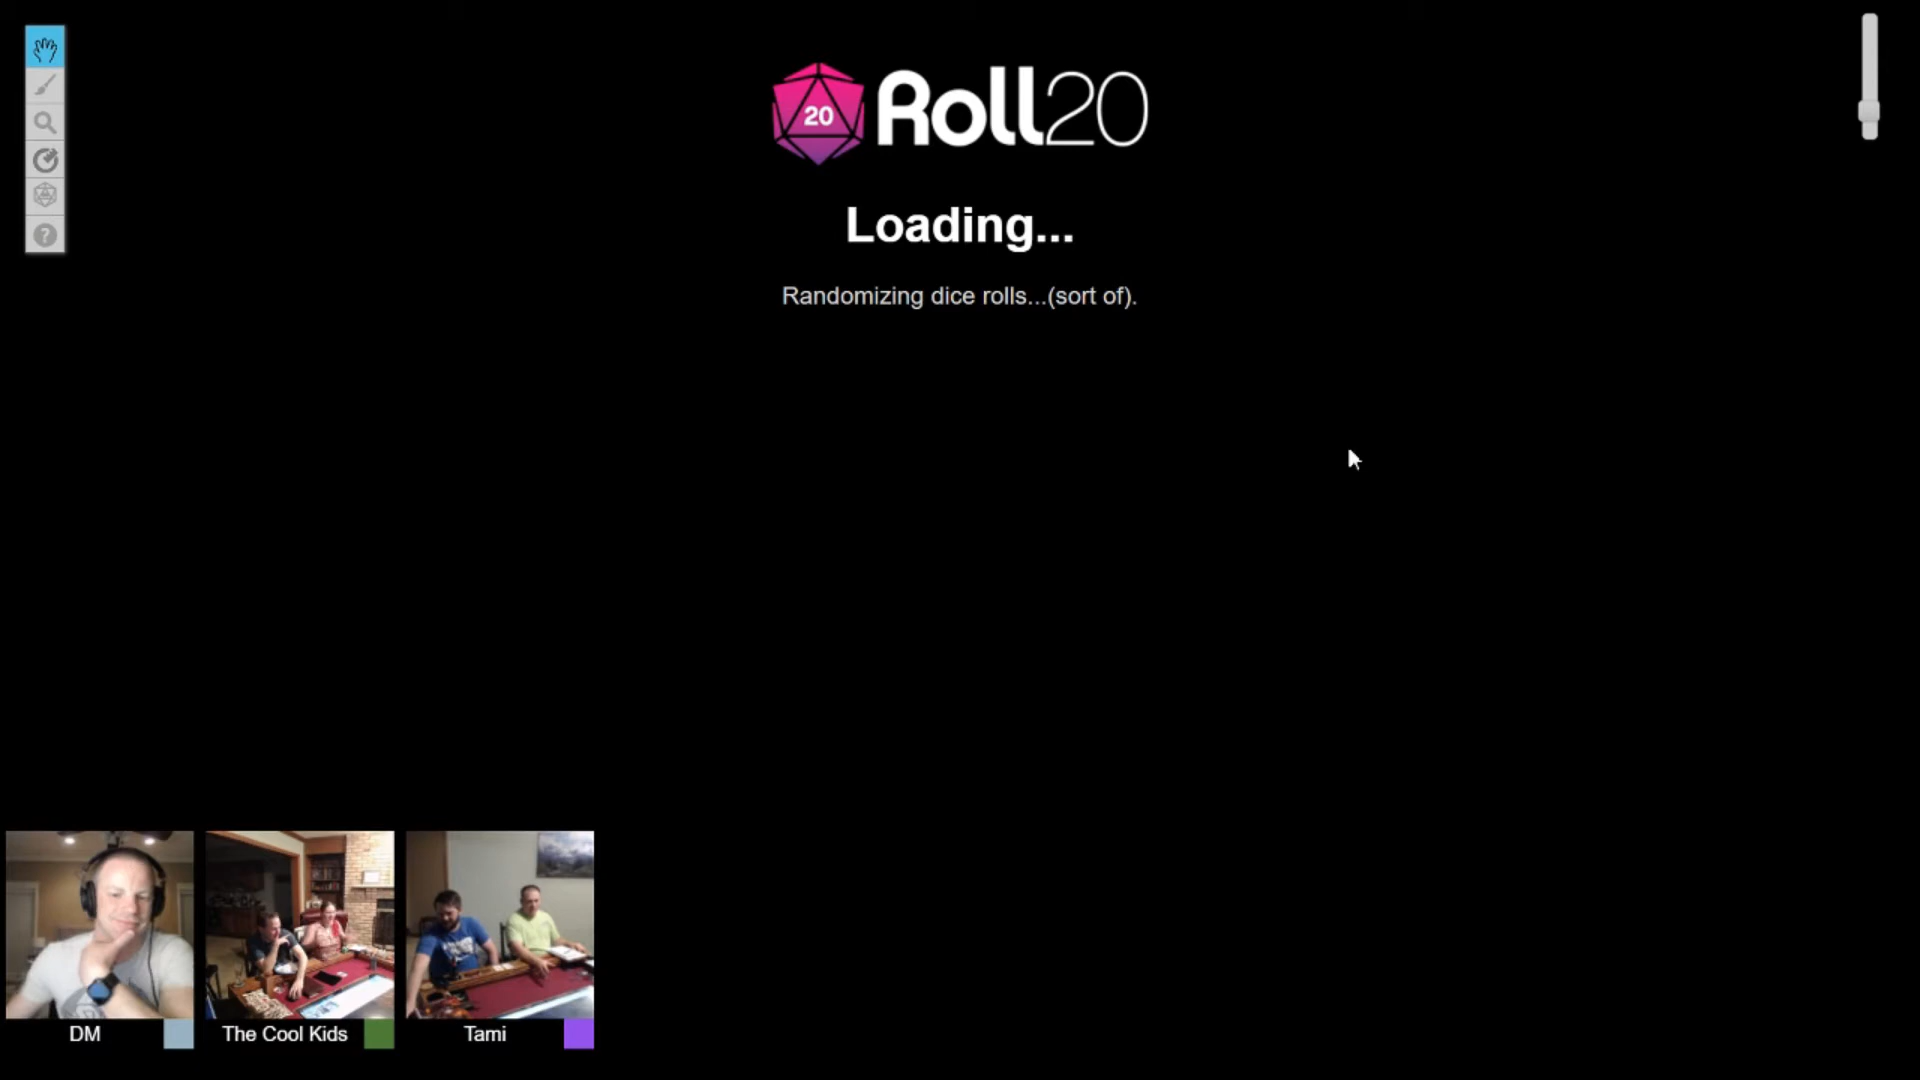 20 Roll20
Loading...
Randomizing dice rolls...(sort of).
?
DM
The Cool Kids
Tami